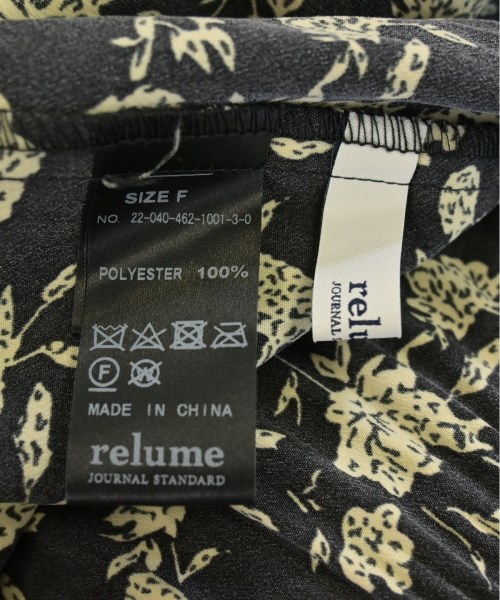 SIZE F
NO. 22-040-462-1001-3-0
POLYESTER 100%
F W
MADE IN CHINA
relume
JOURNAL STANDARD
relume
JOURNAL S